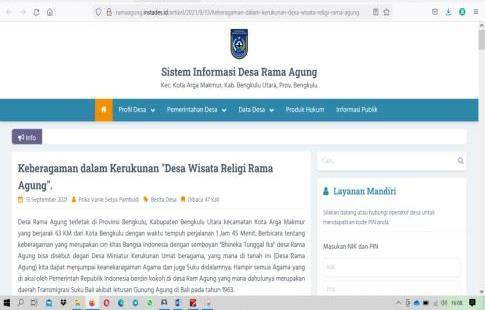 ramaagung.instades.id/artikel/2021/9/13/keberagaman-dalam-kerukunan-desa-wisata-religi-rama-agung
Sistem Informasi Desa Rama Agung
Kec. Kota Arga Makmur, Kab. Bengkulu Utara, Prov. Bengkulu
Profil Desa Pemerintahan Desa Data Desa Produk Hukum Informasi Publik
Info
Keberagaman dalam Kerukunan "Desa Wisata Religi Rama
Agung".
13 September 2021 Berita Desa Dibaca 47 Kali
Cari...
Layanan Mandiri
Silakan datang atau hubungi operator desa untuk
mendapatkan kode PIN anda.
Masukan NIK dan PIN
NIK
PIN
Desa Rama Agung terletak di Provinsi Bengkulu, Kabupaten Bengkulu Utara kecamatan Kota Arga Makmur
yang berjarak 63 KM dari Kota Bengkulu dengan waktu tempuh perjalanan 1 Jam 45 Menit. Berbicara tentang
keberagaman yang merupakan ciri khas Bangsa Indonesia dengan semboyan "Bhineka Tunggal Ika" desa Rama
Agung bisa disebut degan Desa Miniatur Kerukunan Umat beragama, yang mana di tanah ini (Desa Rama
Agung) kita dapat menjumpai keanekaragaman Agama dan juga Suku didalamnya. Hampir semua Agama yang
di akui oleh Pemerintah Republik Indonesia berdiri kokoh di desa Ram Agung yang mana dahulunya merupakan
daerah Transmigrasi Suku Bali akibat letusan Gunung Agung di Bali pada tahun 1963.
16:08